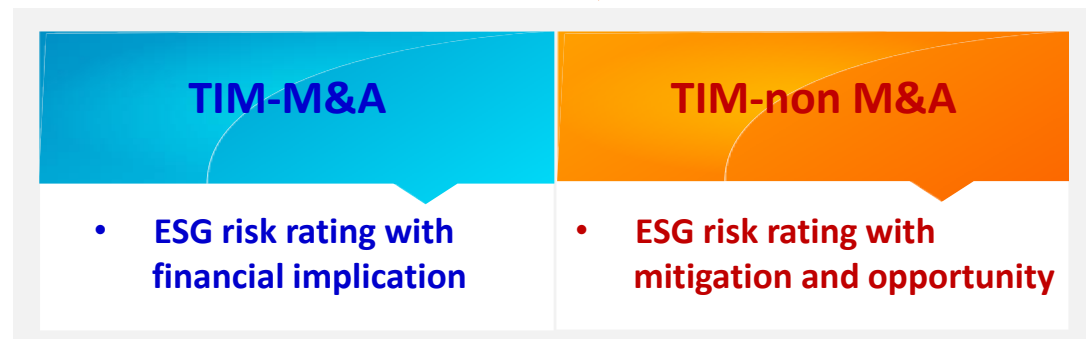 TIM-M&A
• ESG risk rating with
financial implication
TIM-non M&A
• ESG risk rating with
mitigation and opportunity